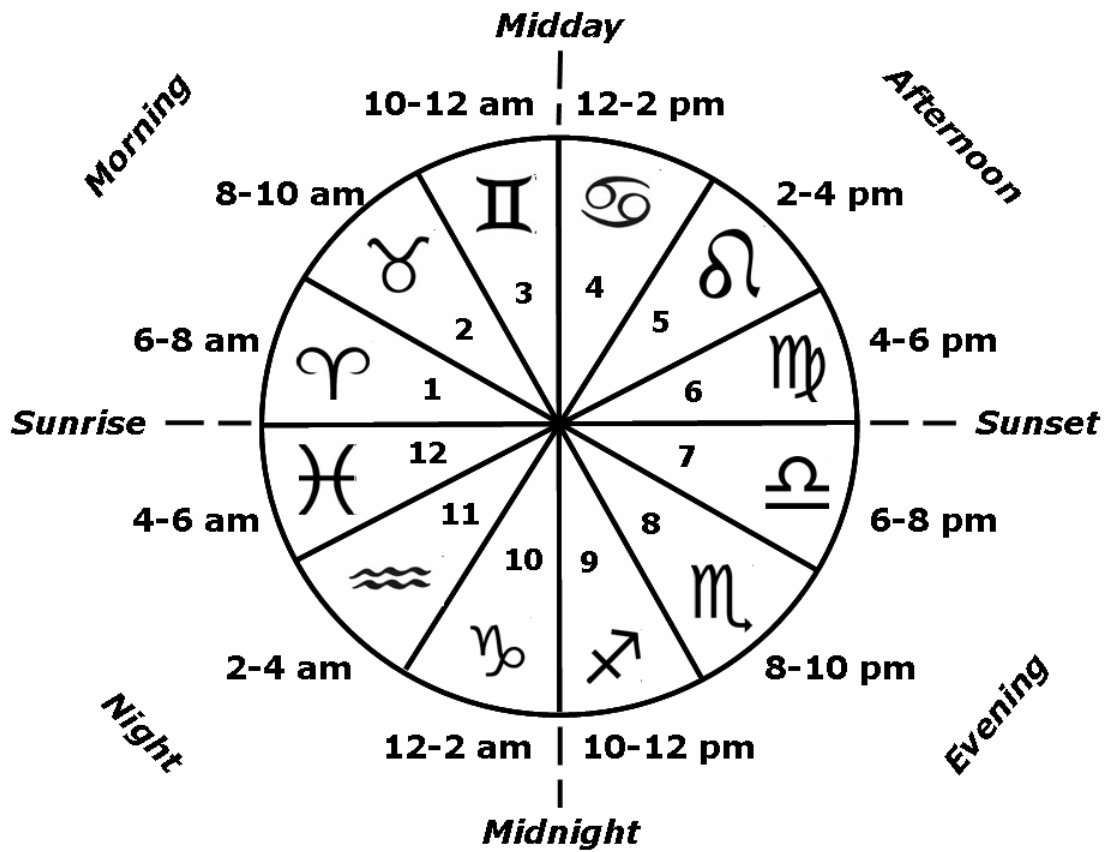 Midday
Morning
Afternoon
10-12 am
12-2 pm
8-10 am
2-4 pm
♊
♋
♉
♌
3
4
2
5
6-8 am
4-6 pm
♈
♍
1
6
Sunrise
Sunset
12
7
♓
♎
11
8
4-6 am
6-8 pm
10
9
♒
♏
♑
♐
2-4 am
8-10 pm
Night
Evening
12-2 am
10-12 pm
Midnight